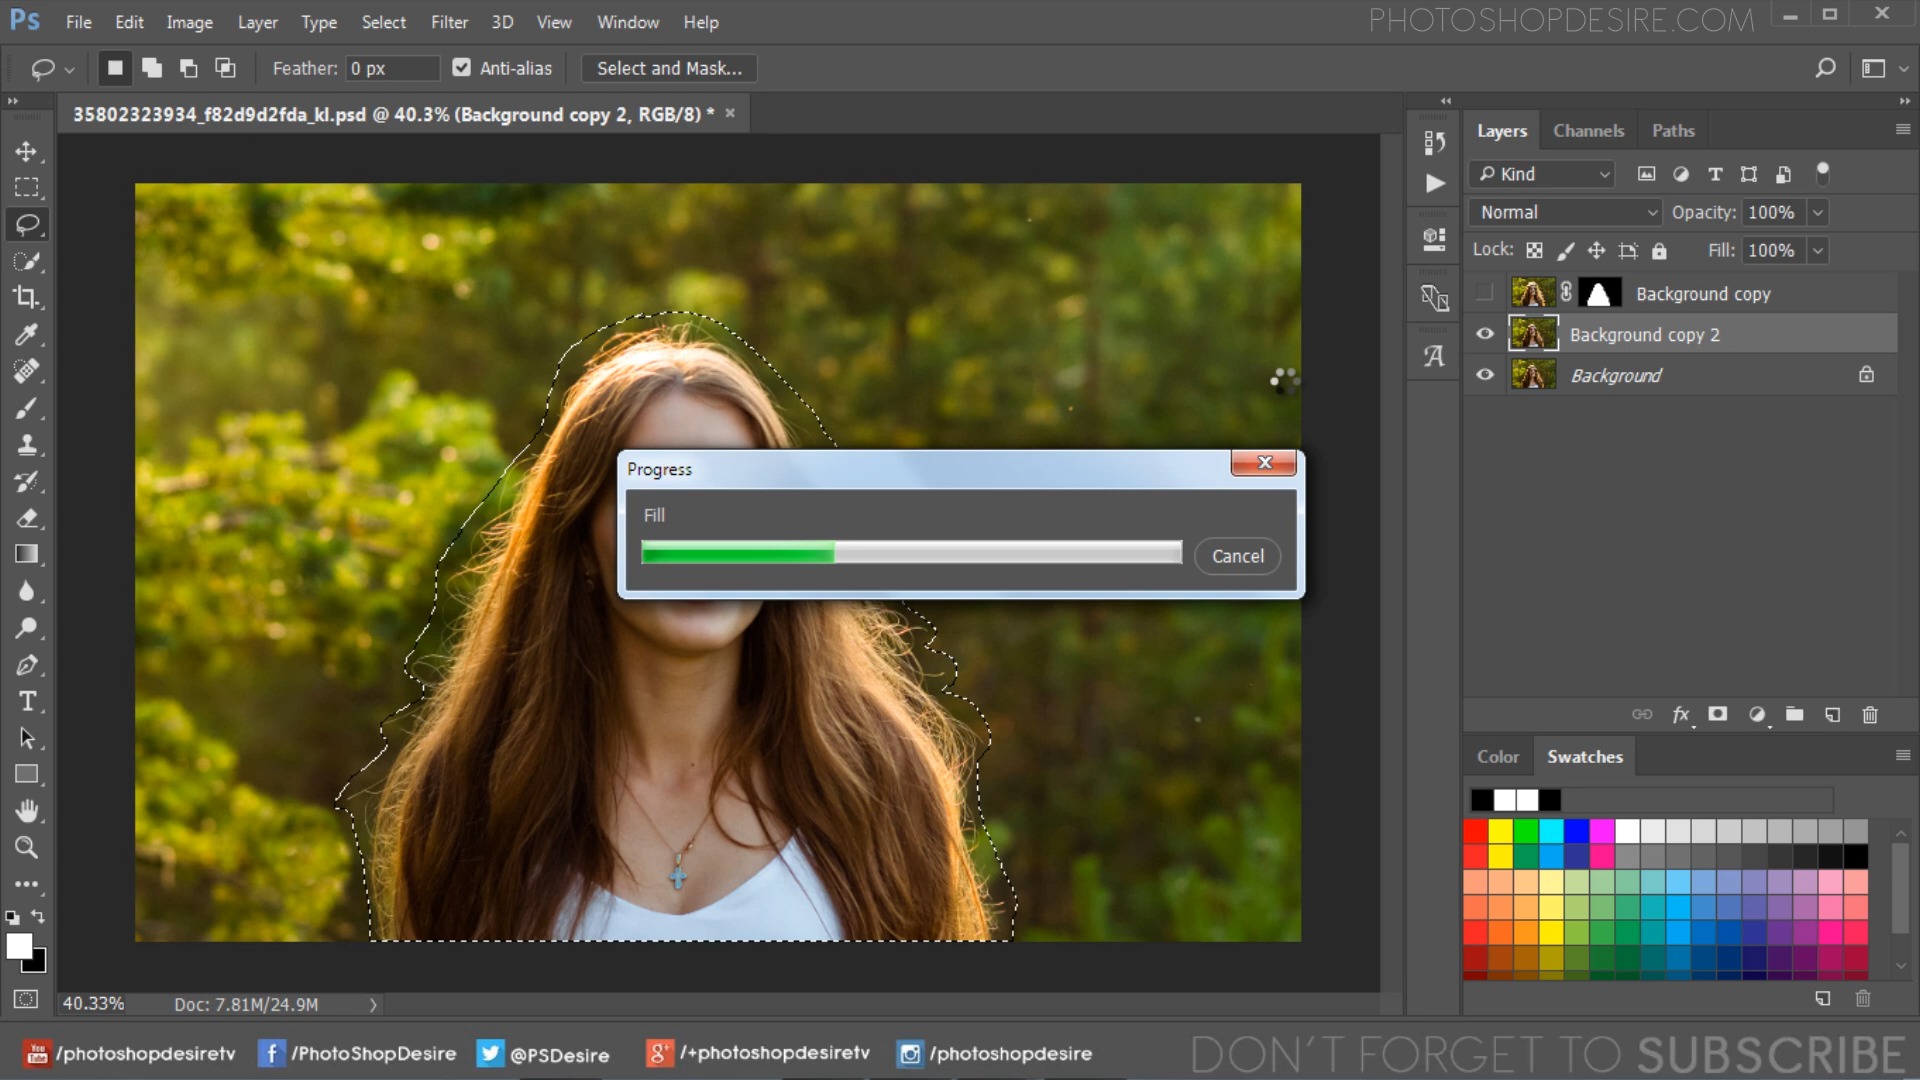 Ps File Edit Image Layer Type Select Filter 3D View Window Help PHOTOSHOPDESIRE.COM
Feather: 0 px Anti-alias Select and Mask...
35802323934_f82d9d2fda_kl.psd @ 40.3% (Background copy 2, RGB/8) *
Layers Channels Paths
Kind
Normal Opacity: 100%
Lock: Fill: 100%
Background copy
Background copy 2
Background
Progress
Fill
Cancel
Color Swatches
40.33% Doc: 7.81M/24.9M
You Tube /photoshopdesiretv /PhotoShopDesire @PSDesire g+ /+photoshopdesiretv /photoshopdesire DON'T FORGET TO SUBSCRIBE